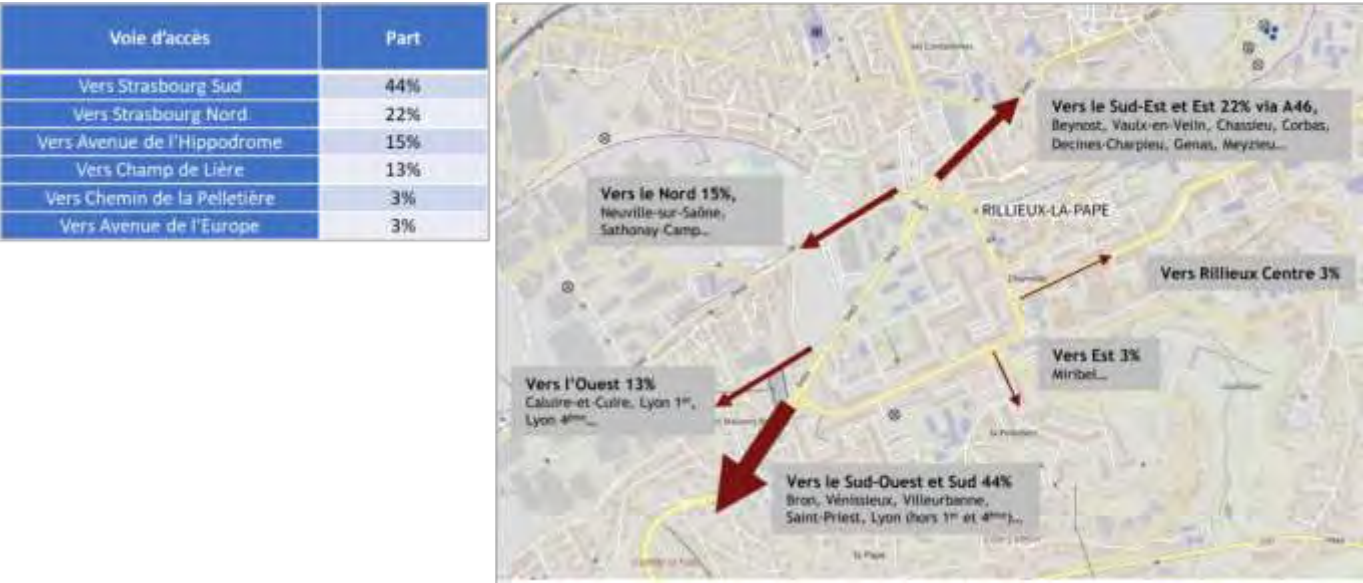 Voie d'accès Part
Vers Strasbourg Sud 44%
Vers Strasbourg Nord 22%
Vers Avenue de l'Hippodrome 15%
Vers Champ de Lière 13%
Vers Chemin de la Pelletière 3%
Vers Avenue de l'Europe 3%
Vers le Sud-Est et Est 22% via A46,
Beynost, Vaulx-en-Velin, Chassieu, Corbas,
Decines-Charpieu, Genas, Meyzieu...
Vers le Nord 15%,
Neuville-sur-Saône,
Sathonay-Camp...
RILLIEUX-LA-PAPE
Vers Rillieux Centre 3%
Vers Est 3%
Miribel...
Vers l'Ouest 13%
Caluire-et-Cuire, Lyon 1er,
Lyon 4ème...
Vers le Sud-Ouest et Sud 44%
Bron, Vénissieux, Villeurbanne,
Saint-Priest, Lyon (hors 1er et 4ème)...
la Pape